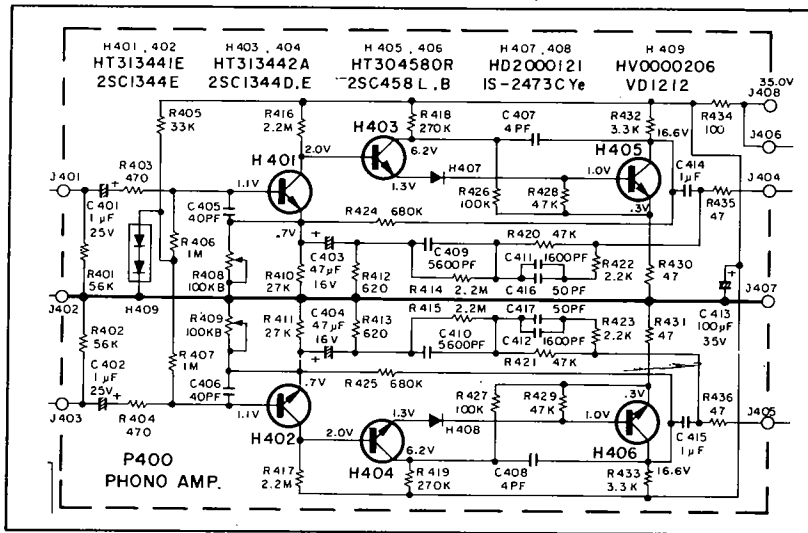 H401, 402 H403, 404 H405, 406 H407, 408 H 409
HT313441E HT313442A HT304580R HD2000121 HV0000206
2SC1344E 2SC1344D.E 2SC458 L.B IS-2473CYe VD1212
35.0V
J408
R405
33K
R416
2.2M
R418
270K
C407
4PF
R432
3.3K
16.6V
R434
100
J406
H403
6.2V
2.0V
H401
H407
1.3V
1.0V
H405
C414
1µF
J404
J401
R403
470
C401
1µF
25V
1.1V
C405
40PF
R424
680K
R426
100K
R428
47K
.3V
R435
47
.7V
R420
47K
R406
1M
R401
56K
R408
100KB
R410
27K
C403
47µF
16V
R412
620
C409
5600PF
R414
2.2M
C411
1600PF
C416
50PF
R422
2.2K
R430
47
J402
H409
J407
R402
56K
R409
100KB
R411
27K
C404
47µF
16V
R413
620
R415
2.2M
C410
5600PF
C417
50PF
C412
1600PF
R423
2.2K
R431
47
C413
100µF
35V
C402
1µF
25V
R407
1M
C406
40PF
.7V
R425
680K
R421
47K
R427
100K
R429
47K
.3V
R436
47
J403
R404
470
1.1V
H402
2.0V
1.3V
H408
1.0V
H406
C415
1µF
J405
H404
6.2V
16.6V
P400
PHONO AMP.
R417
2.2M
R419
270K
C408
4PF
R433
3.3K